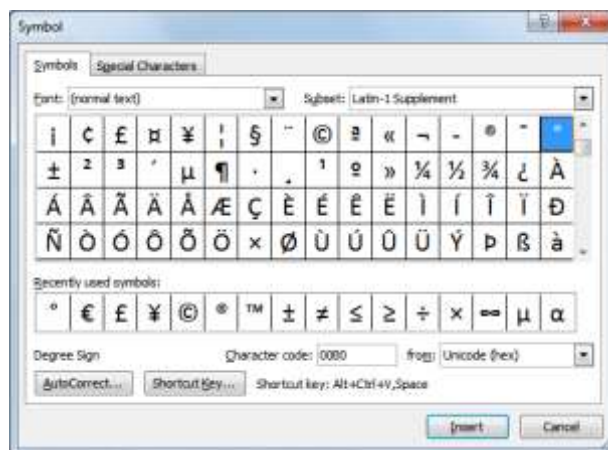 Symbol
Symbols Special Characters
Font: (normal text) Subset: Latin-1 Supplement
¡ ¢ £ ¤ ¥ ¦ § ¨ © ª « ¬ - ® ¯ °
± ² ³ ´ µ ¶ · ¸ ¹ º » ¼ ½ ¾ ¿ À
Á Â Ã Ä Å Æ Ç È É Ê Ë Ì Í Î Ï Ð
Ñ Ò Ó Ô Õ Ö × Ø Ù Ú Û Ü Ý Þ ß à
Recently used symbols:
° € £ ¥ © ® ™ ± ≠ ≤ ≥ ÷ × ∞ µ α
Degree Sign Character code: 00B0 from: Unicode (hex)
AutoCorrect... Shortcut Key... Shortcut key: Alt+Ctrl+V,Space
Insert Cancel